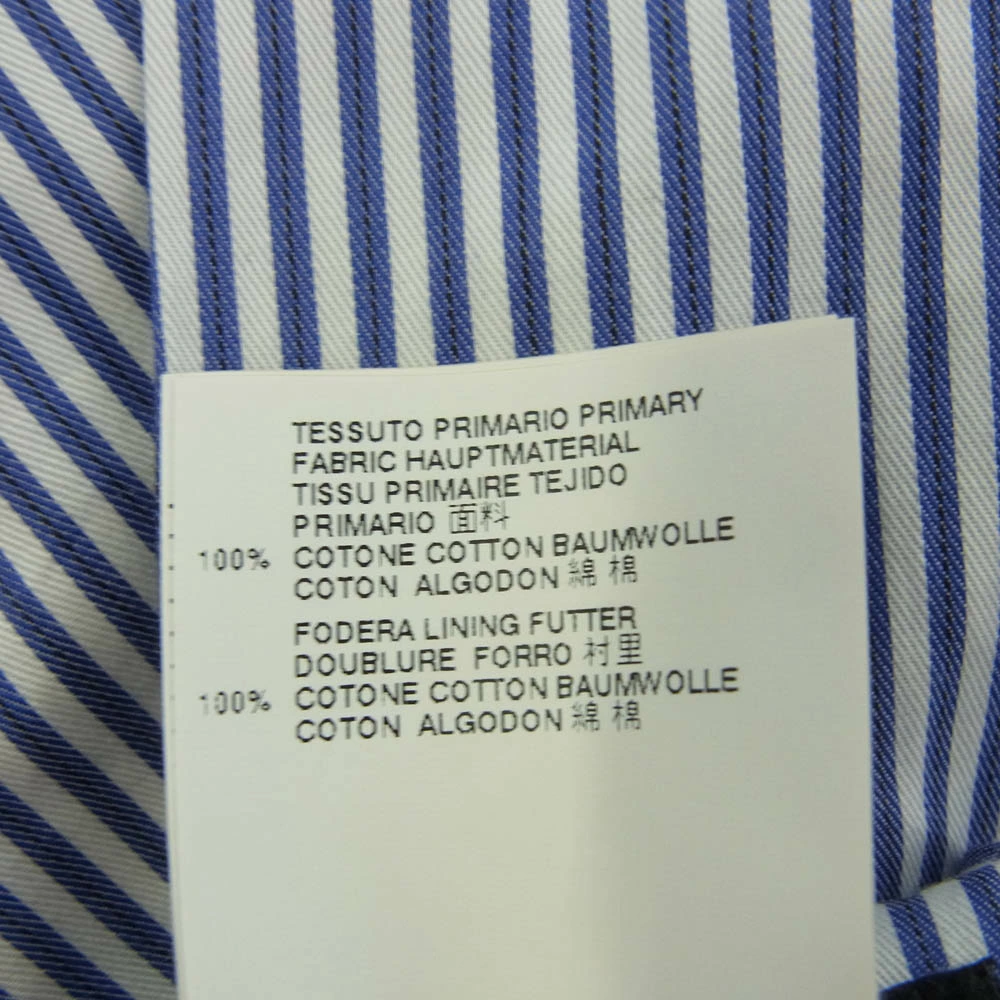 TESSUTO PRIMARIO PRIMARY
FABRIC HAUPTMATERIAL
TISSU PRIMAIRE TEJIDO
PRIMARIO 面料
100% COTONE COTTON BAUMWOLLE
COTON ALGODON 綿 棉
FODERA LINING FUTTER
DOUBLURE FORRO 村里
100% COTONE COTTON BAUMWOLLE
COTON ALGODON 綿 棉